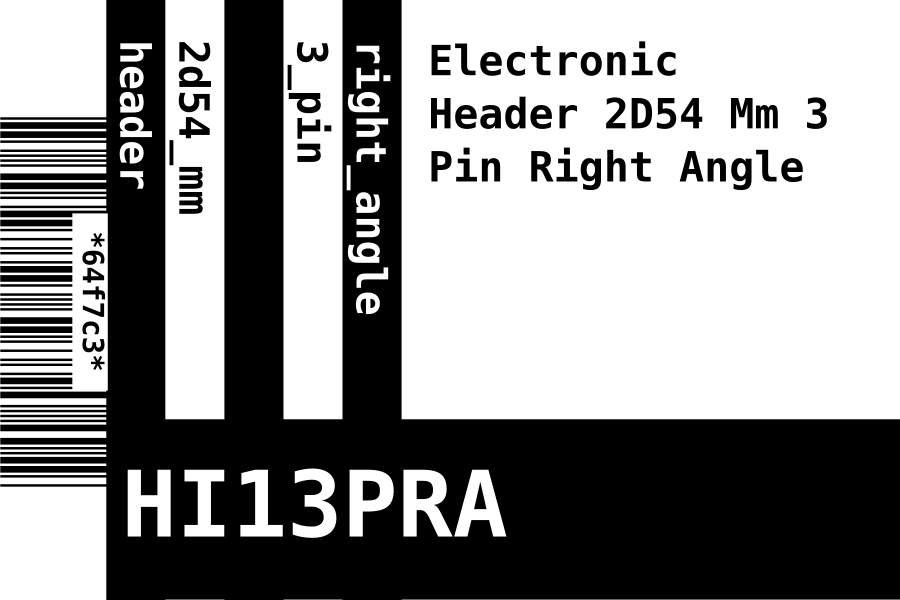 *64f7c3*
header
2d54_mm
3_pin
right_angle
Electronic
Header 2D54 Mm 3
Pin Right Angle
HI13PRA